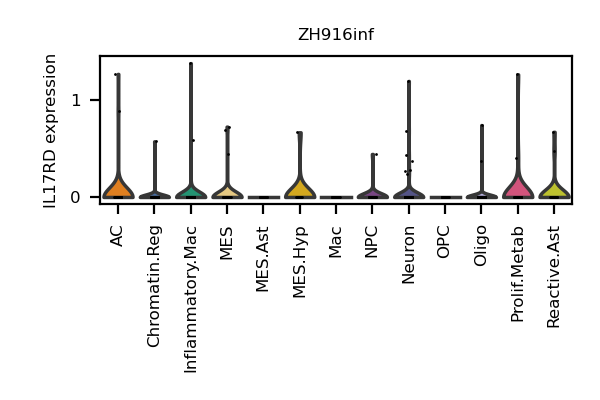 ZH916inf
IL17RD expression
1
0
AC
Chromatin.Reg
Inflammatory.Mac
MES
MES.Ast
MES.Hyp
Mac
NPC
Neuron
OPC
Oligo
Prolif.Metab
Reactive.Ast